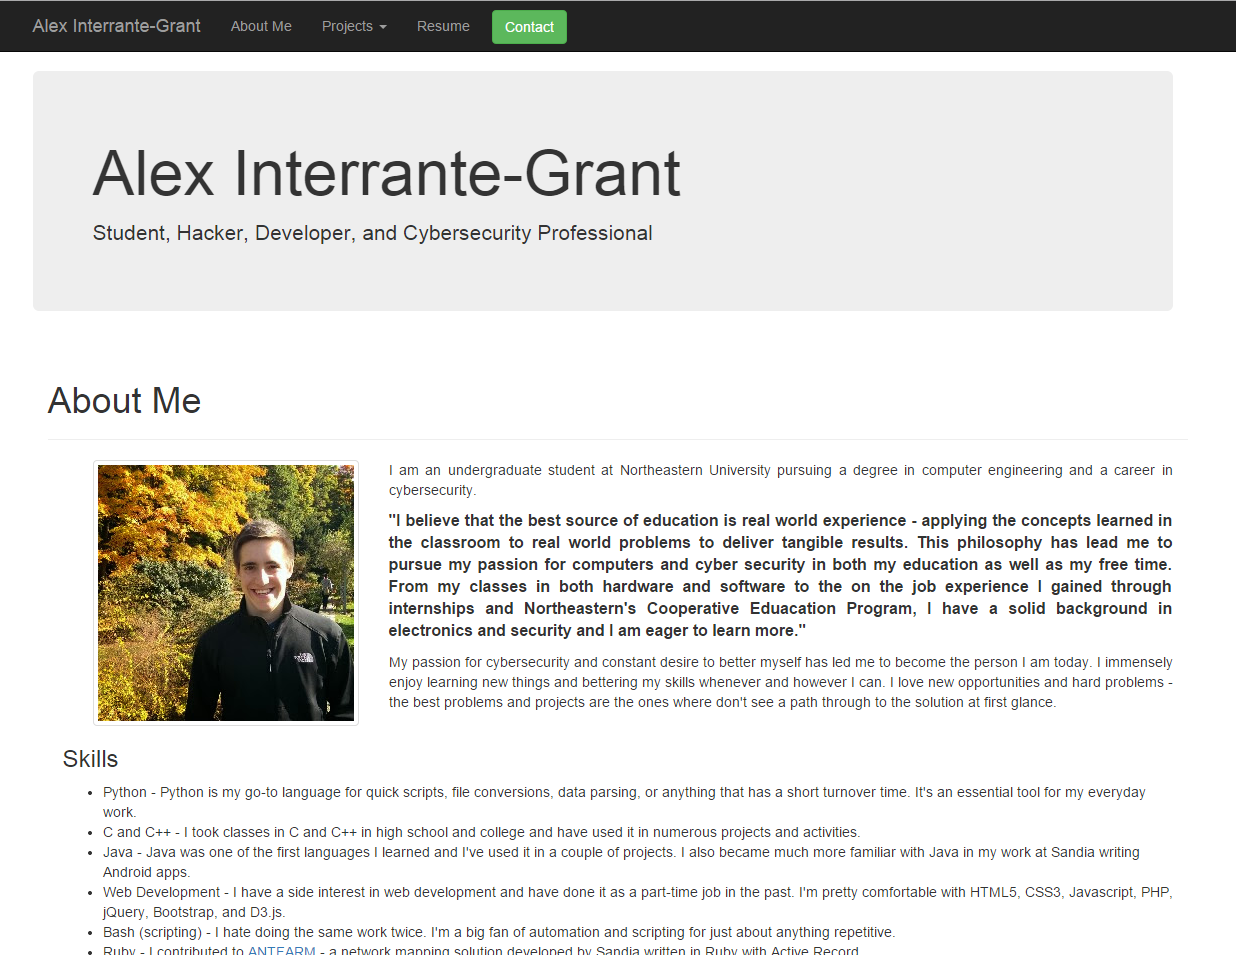 Alex Interrante-Grant About Me Projects Resume Contact
Alex Interrante-Grant
Student, Hacker, Developer, and Cybersecurity Professional
About Me
I am an undergraduate student at Northeastern University pursuing a degree in computer engineering and a career in
cybersecurity.
"I believe that the best source of education is real world experience - applying the concepts learned in
the classroom to real world problems to deliver tangible results. This philosophy has lead me to
pursue my passion for computers and cyber security in both my education as well as my free time.
From my classes in both hardware and software to the on the job experience I gained through
internships and Northeastern's Cooperative Eduacation Program, I have a solid background in
electronics and security and I am eager to learn more."
My passion for cybersecurity and constant desire to better myself has led me to become the person I am today. I immensely
enjoy learning new things and bettering my skills whenever and however I can. I love new opportunities and hard problems -
the best problems and projects are the ones where don't see a path through to the solution at first glance.
Skills
• Python - Python is my go-to language for quick scripts, file conversions, data parsing, or anything that has a short turnover time. It's an essential tool for my everyday
work.
• C and C++ - I took classes in C and C++ in high school and college and have used it in numerous projects and activities.
• Java - Java was one of the first languages I learned and I've used it in a couple of projects. I also became much more familiar with Java in my work at Sandia writing
Android apps.
• Web Development - I have a side interest in web development and have done it as a part-time job in the past. I'm pretty comfortable with HTML5, CSS3, Javascript, PHP,
jQuery, Bootstrap, and D3.js.
• Bash (scripting) - I hate doing the same work twice. I'm a big fan of automation and scripting for just about anything repetitive.
• Ruby - I contributed to ANTFARM - a network mapping solution developed by Sandia written in Ruby with Active Record.